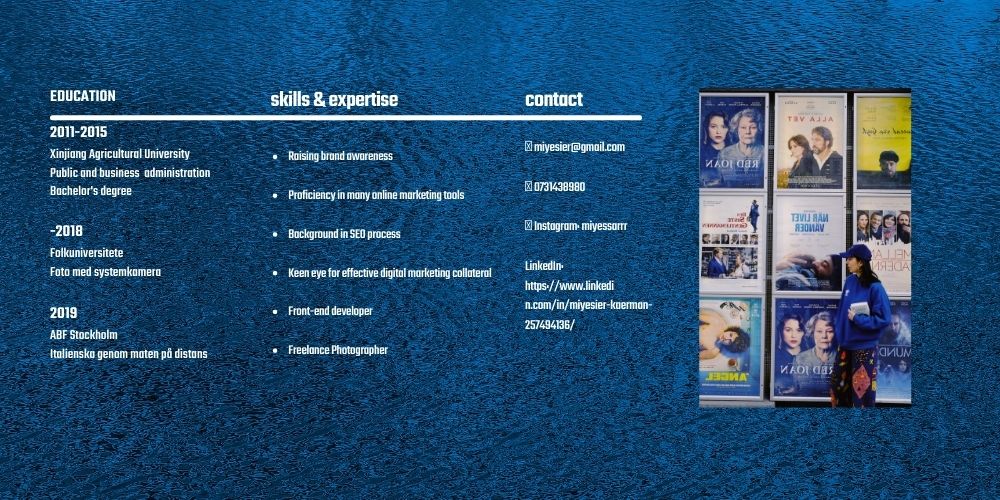 EDUCATION
2011-2015
Xinjiang Agricultural University
Public and business administration
Bachelor's degree
-2018
Folkuniversitete
Foto med systemkamera
2019
ABF Stockholm
Italienska genom maten på distans
skills & expertise
Raising brand awareness
Proficiency in many online marketing tools
Background in SEO process
Keen eye for effective digital marketing collateral
Front-end developer
Freelance Photographer
contact
miyesier@gmail.com
0731438980
Instagram: miyessarrr
LinkedIn:
https://www.linkedi
n.com/in/miyesier-kaerman-
257494136/
RED JOAN
ALLA VET
NÄR LIVET
VÄNDER
RED JOAN
ANGEL